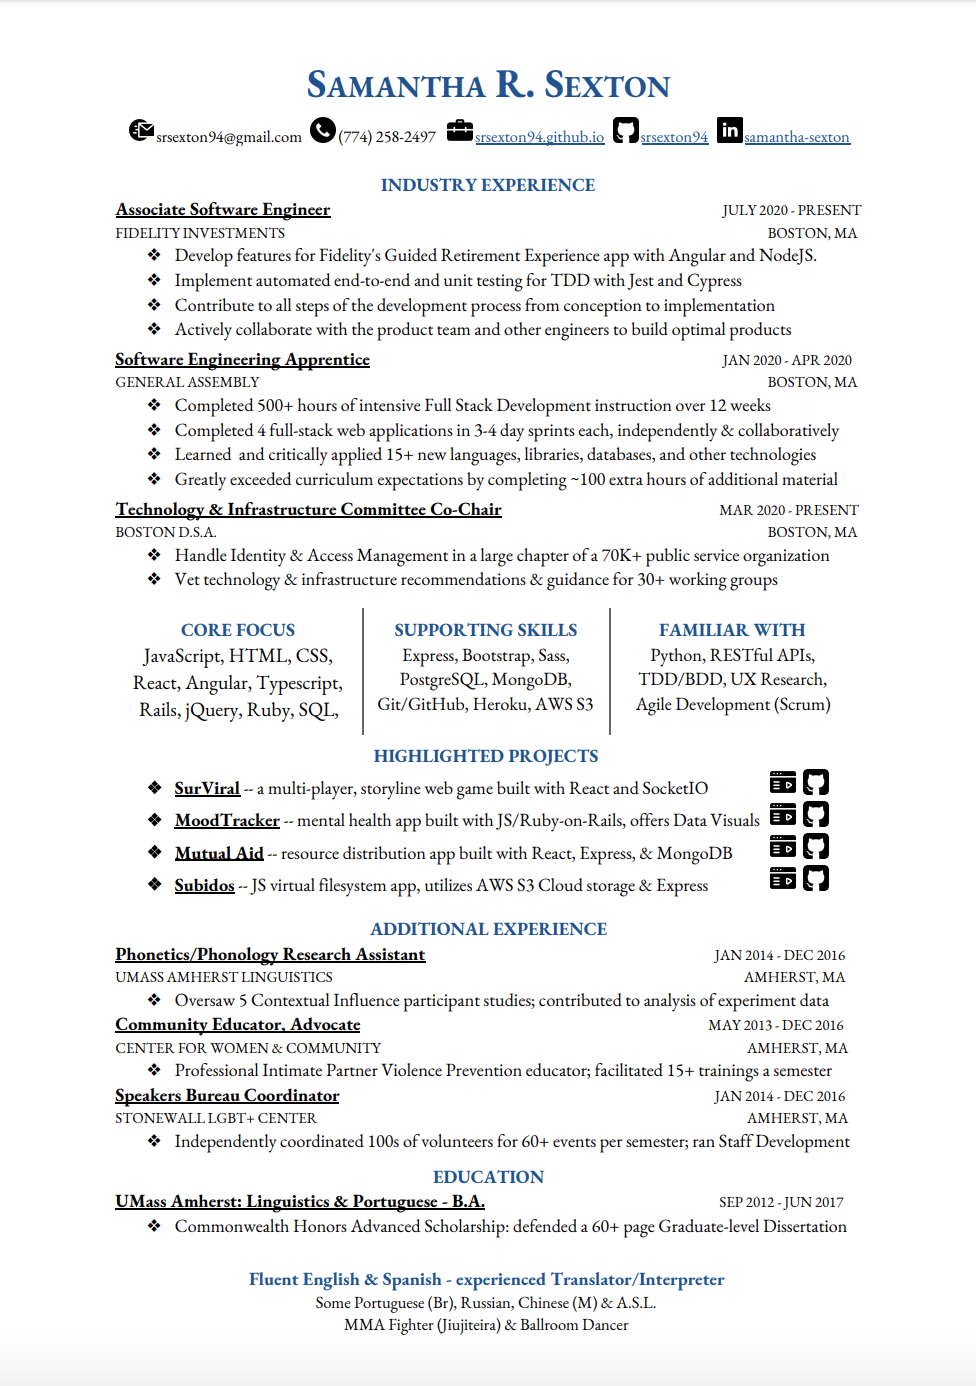 SAMANTHA R. SEXTON
srsexton94@gmail.com (774) 258-2497 srsexton94.github.io srsexton94 in samantha-sexton
INDUSTRY EXPERIENCE
Associate Software Engineer JULY 2020 - PRESENT
FIDELITY INVESTMENTS BOSTON, MA
❖ Develop features for Fidelity's Guided Retirement Experience app with Angular and NodeJS.
❖ Implement automated end-to-end and unit testing for TDD with Jest and Cypress
❖ Contribute to all steps of the development process from conception to implementation
❖ Actively collaborate with the product team and other engineers to build optimal products
Software Engineering Apprentice JAN 2020 - APR 2020
GENERAL ASSEMBLY BOSTON, MA
❖ Completed 500+ hours of intensive Full Stack Development instruction over 12 weeks
❖ Completed 4 full-stack web applications in 3-4 day sprints each, independently & collaboratively
❖ Learned and critically applied 15+ new languages, libraries, databases, and other technologies
❖ Greatly exceeded curriculum expectations by completing ~100 extra hours of additional material
Technology & Infrastructure Committee Co-Chair MAR 2020 - PRESENT
BOSTON D.S.A. BOSTON, MA
❖ Handle Identity & Access Management in a large chapter of a 70K+ public service organization
❖ Vet technology & infrastructure recommendations & guidance for 30+ working groups
CORE FOCUS
JavaScript, HTML, CSS,
React, Angular, Typescript,
Rails, jQuery, Ruby, SQL,
SUPPORTING SKILLS
Express, Bootstrap, Sass,
PostgreSQL, MongoDB,
Git/GitHub, Heroku, AWS S3
FAMILIAR WITH
Python, RESTful APIs,
TDD/BDD, UX Research,
Agile Development (Scrum)
HIGHLIGHTED PROJECTS
❖ SurViral -- a multi-player, storyline web game built with React and SocketIO
❖ MoodTracker -- mental health app built with JS/Ruby-on-Rails, offers Data Visuals
❖ Mutual Aid -- resource distribution app built with React, Express, & MongoDB
❖ Subidos -- JS virtual filesystem app, utilizes AWS S3 Cloud storage & Express
ADDITIONAL EXPERIENCE
Phonetics/Phonology Research Assistant JAN 2014 - DEC 2016
UMASS AMHERST LINGUISTICS AMHERST, MA
❖ Oversaw 5 Contextual Influence participant studies; contributed to analysis of experiment data
Community Educator, Advocate MAY 2013 - DEC 2016
CENTER FOR WOMEN & COMMUNITY AMHERST, MA
❖ Professional Intimate Partner Violence Prevention educator; facilitated 15+ trainings a semester
Speakers Bureau Coordinator JAN 2014 - DEC 2016
STONEWALL LGBT+ CENTER AMHERST, MA
❖ Independently coordinated 100s of volunteers for 60+ events per semester; ran Staff Development
EDUCATION
UMass Amherst: Linguistics & Portuguese - B.A. SEP 2012 - JUN 2017
❖ Commonwealth Honors Advanced Scholarship: defended a 60+ page Graduate-level Dissertation
Fluent English & Spanish - experienced Translator/Interpreter
Some Portuguese (Br), Russian, Chinese (M) & A.S.L.
MMA Fighter (Jiujiteira) & Ballroom Dancer